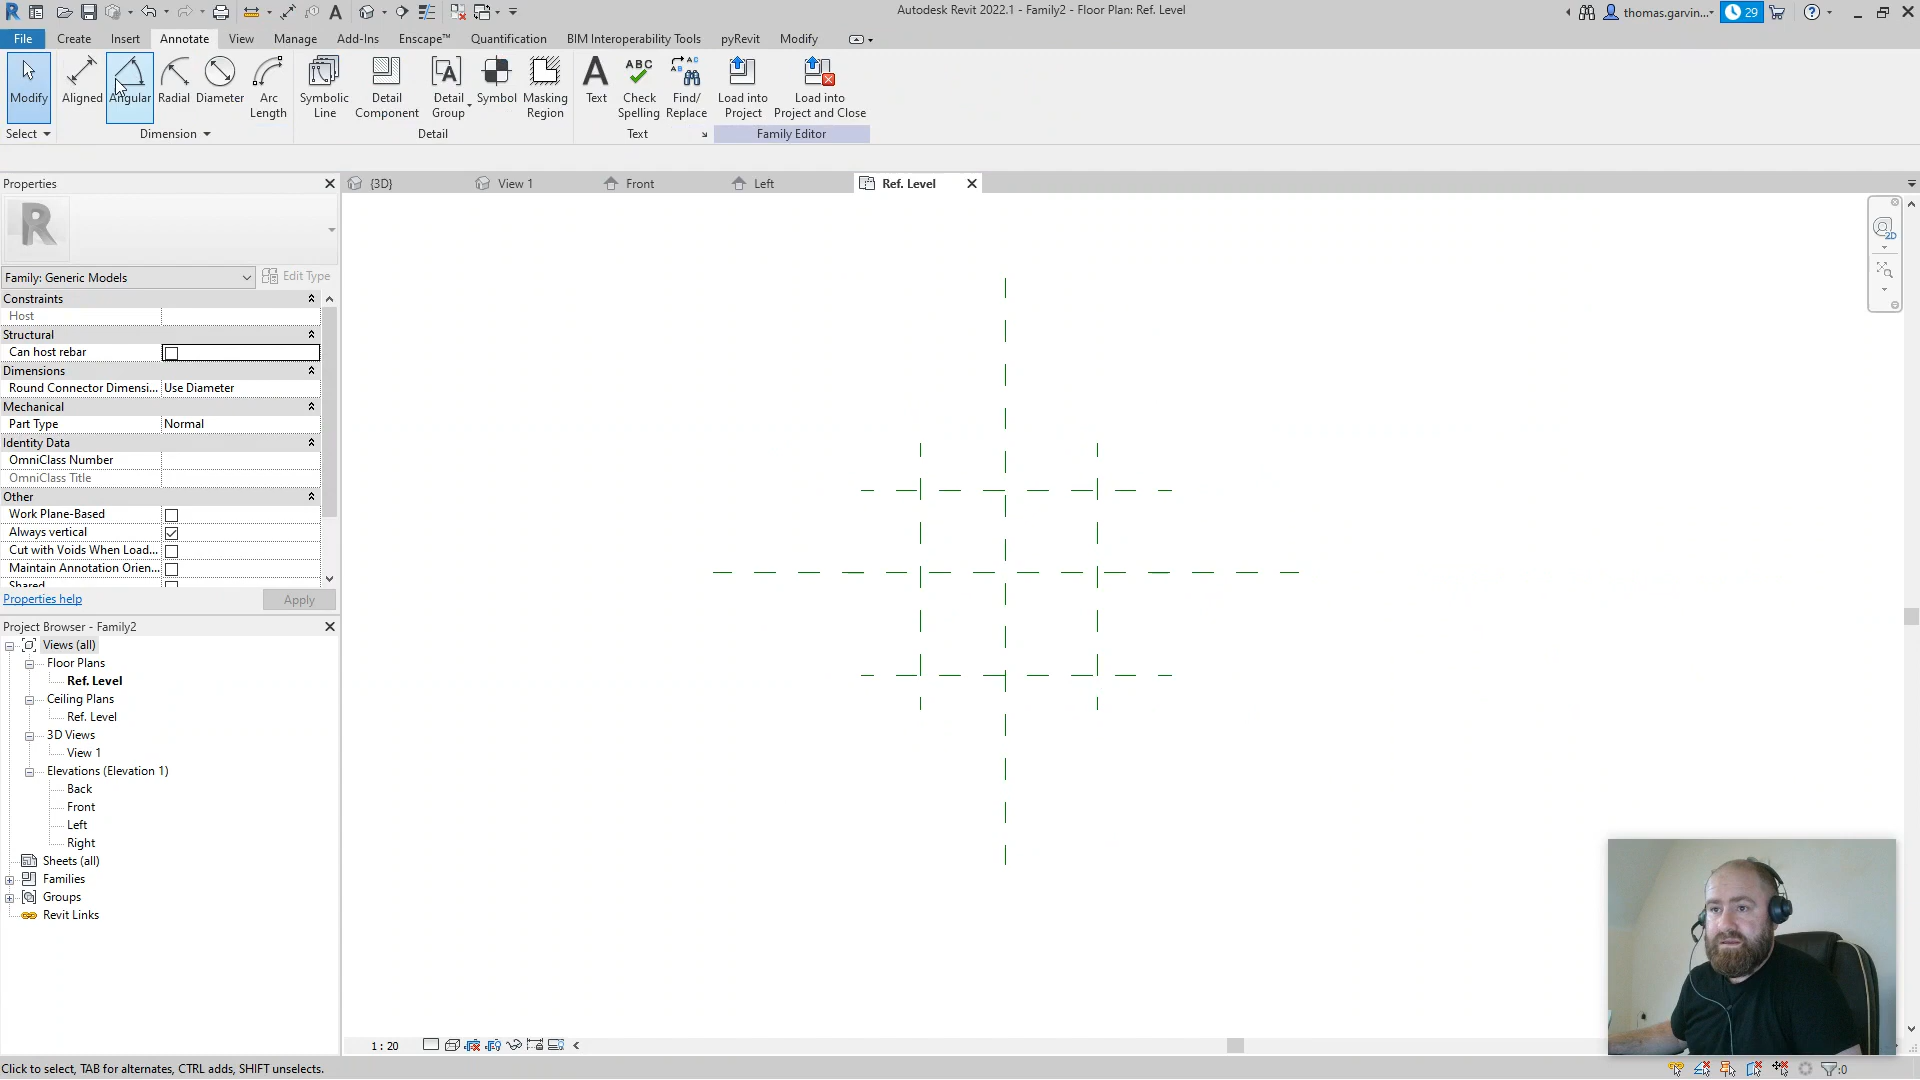 Autodesk Revit 2022.1 - Family2 - Floor Plan: Ref. Level
thomas.garvin...
29
File Create Insert Annotate View Manage Add-Ins Enscape™ Quantification BIM Interoperability Tools pyRevit Modify
Modify
Aligned
Angular
Radial
Diameter
Arc
Length
Symbolic
Line
Detail
Component
Detail
Group
Symbol
Masking
Region
Text
Check
Spelling
Find/
Replace
Load into
Project
Load into
Project and Close
Select
Dimension
Detail
Text
Family Editor
Properties
{3D}
View 1
Front
Left
Ref. Level
Family: Generic Models
Edit Type
Constraints
Host
Structural
Can host rebar
Dimensions
Round Connector Dimensi... Use Diameter
Mechanical
Part Type Normal
Identity Data
OmniClass Number
OmniClass Title
Other
Work Plane-Based
Always vertical
Cut with Voids When Load...
Maintain Annotation Orien...
Shared
Properties help
Apply
Project Browser - Family2
Views (all)
Floor Plans
Ref. Level
Ceiling Plans
Ref. Level
3D Views
View 1
Elevations (Elevation 1)
Back
Front
Left
Right
Sheets (all)
Families
Groups
Revit Links
1 : 20
Click to select, TAB for alternates, CTRL adds, SHIFT unselects.
:0